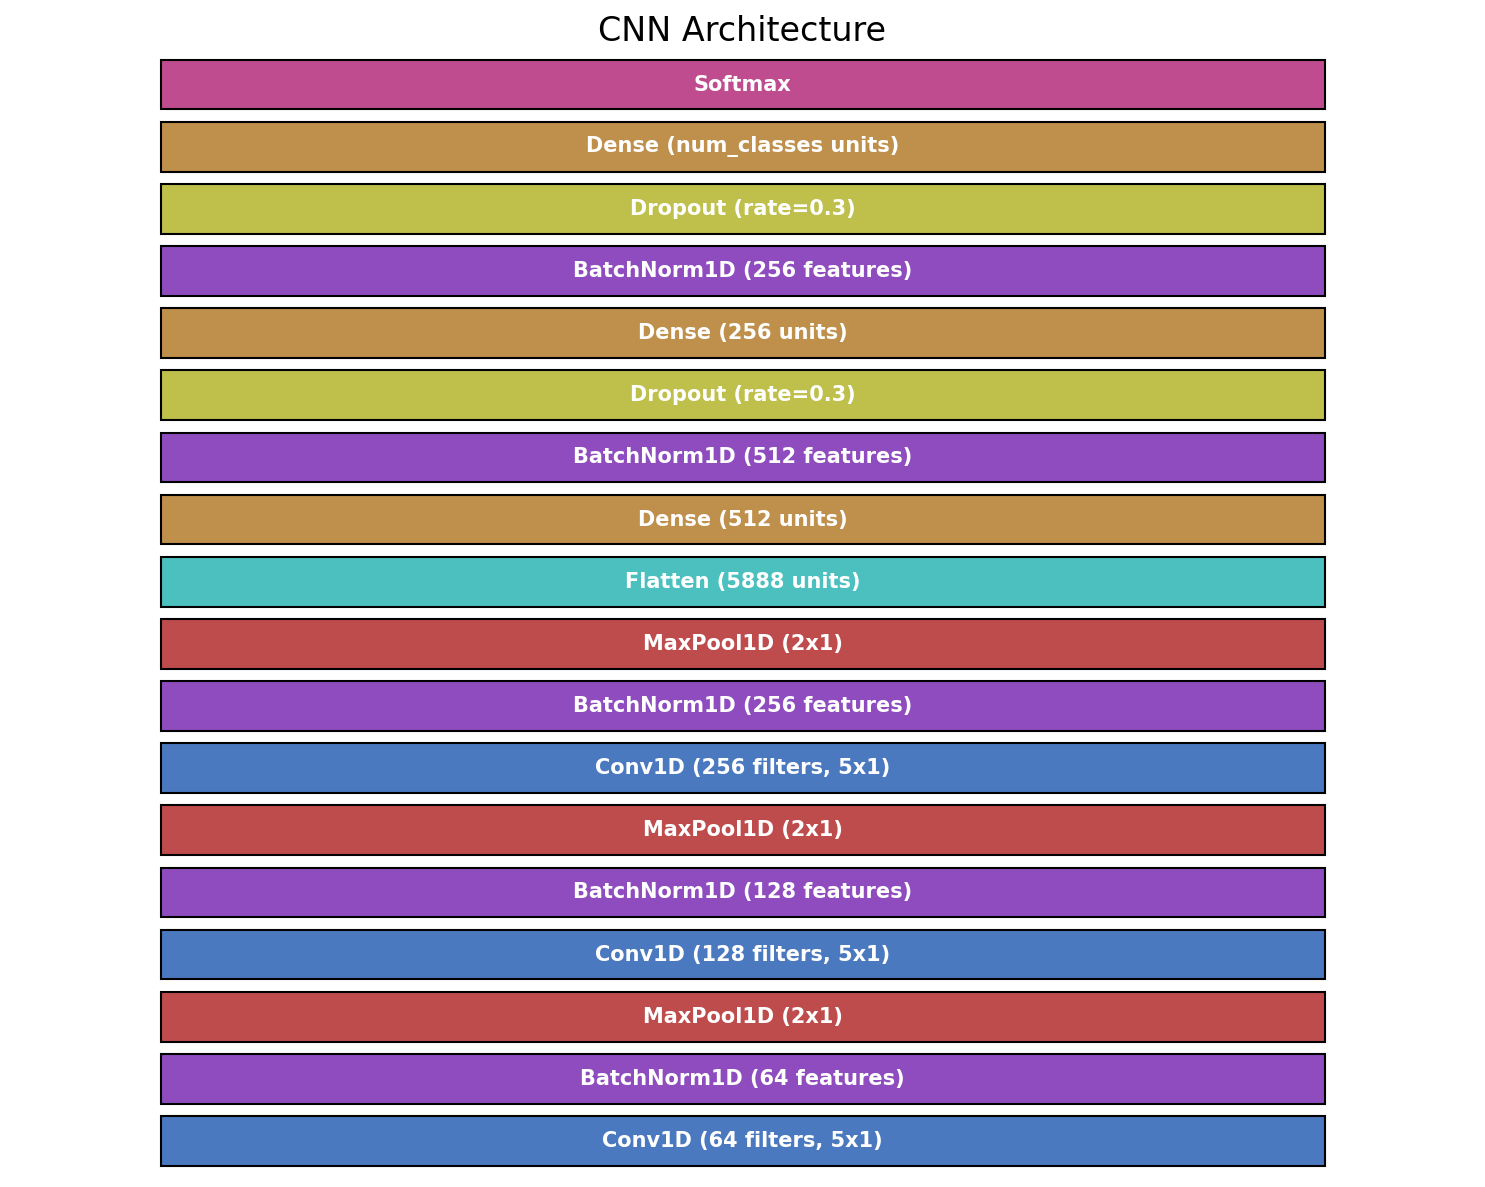 CNN Architecture
Softmax
Dense (num_classes units)
Dropout (rate=0.3)
BatchNorm1D (256 features)
Dense (256 units)
Dropout (rate=0.3)
BatchNorm1D (512 features)
Dense (512 units)
Flatten (5888 units)
MaxPool1D (2x1)
BatchNorm1D (256 features)
Conv1D (256 filters, 5x1)
MaxPool1D (2x1)
BatchNorm1D (128 features)
Conv1D (128 filters, 5x1)
MaxPool1D (2x1)
BatchNorm1D (64 features)
Conv1D (64 filters, 5x1)